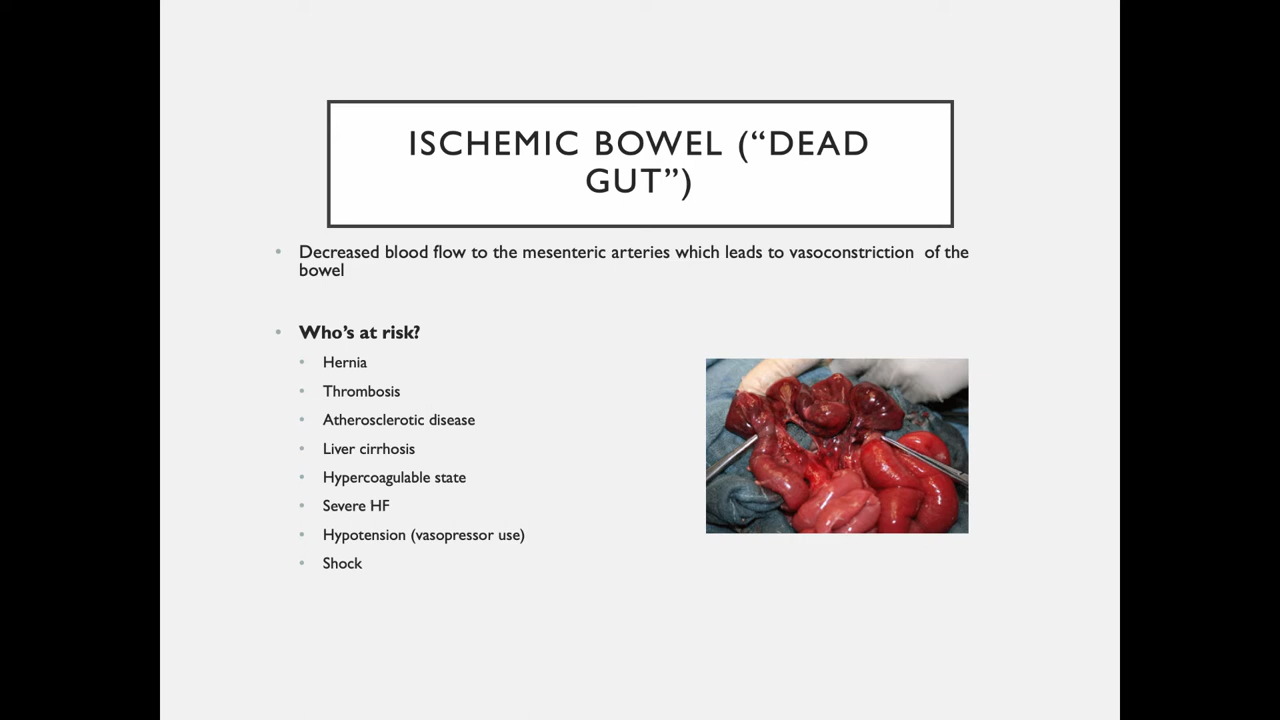 ISCHEMIC BOWEL (“DEAD
GUT”)
• Decreased blood flow to the mesenteric arteries which leads to vasoconstriction  of the
bowel
• Who’s at risk?
• Hernia
• Thrombosis
• Atherosclerotic disease
• Liver cirrhosis
• Hypercoagulable state
• Severe HF
• Hypotension (vasopressor use)
• Shock